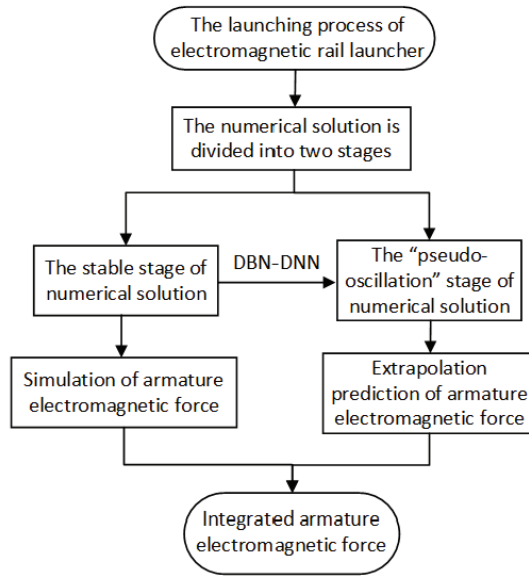 The launching process of
electromagnetic rail launcher
The numerical solution is
divided into two stages
The stable stage of
numerical solution
DBN-DNN
The “pseudo-
oscillation” stage of
numerical solution
Simulation of armature
electromagnetic force
Extrapolation
prediction of armature
electromagnetic force
Integrated armature
electromagnetic force